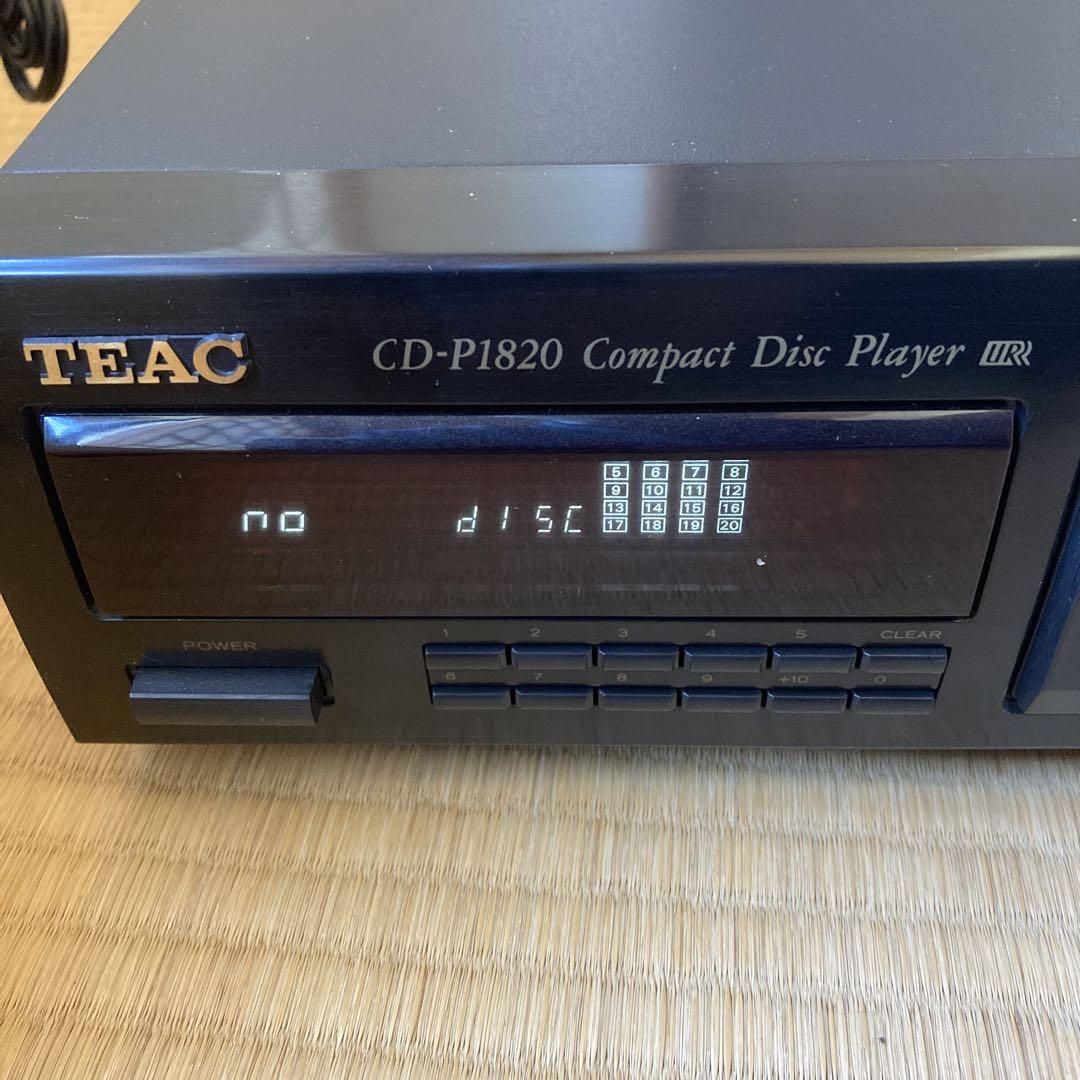 TEAC
CD-P1820 Compact Disc Player
no disc
5 6 7 8
9 10 11 12
13 14 15 16
17 18 19 20
POWER
1 2 3 4 5 CLEAR
6 7 8 9 +10 0